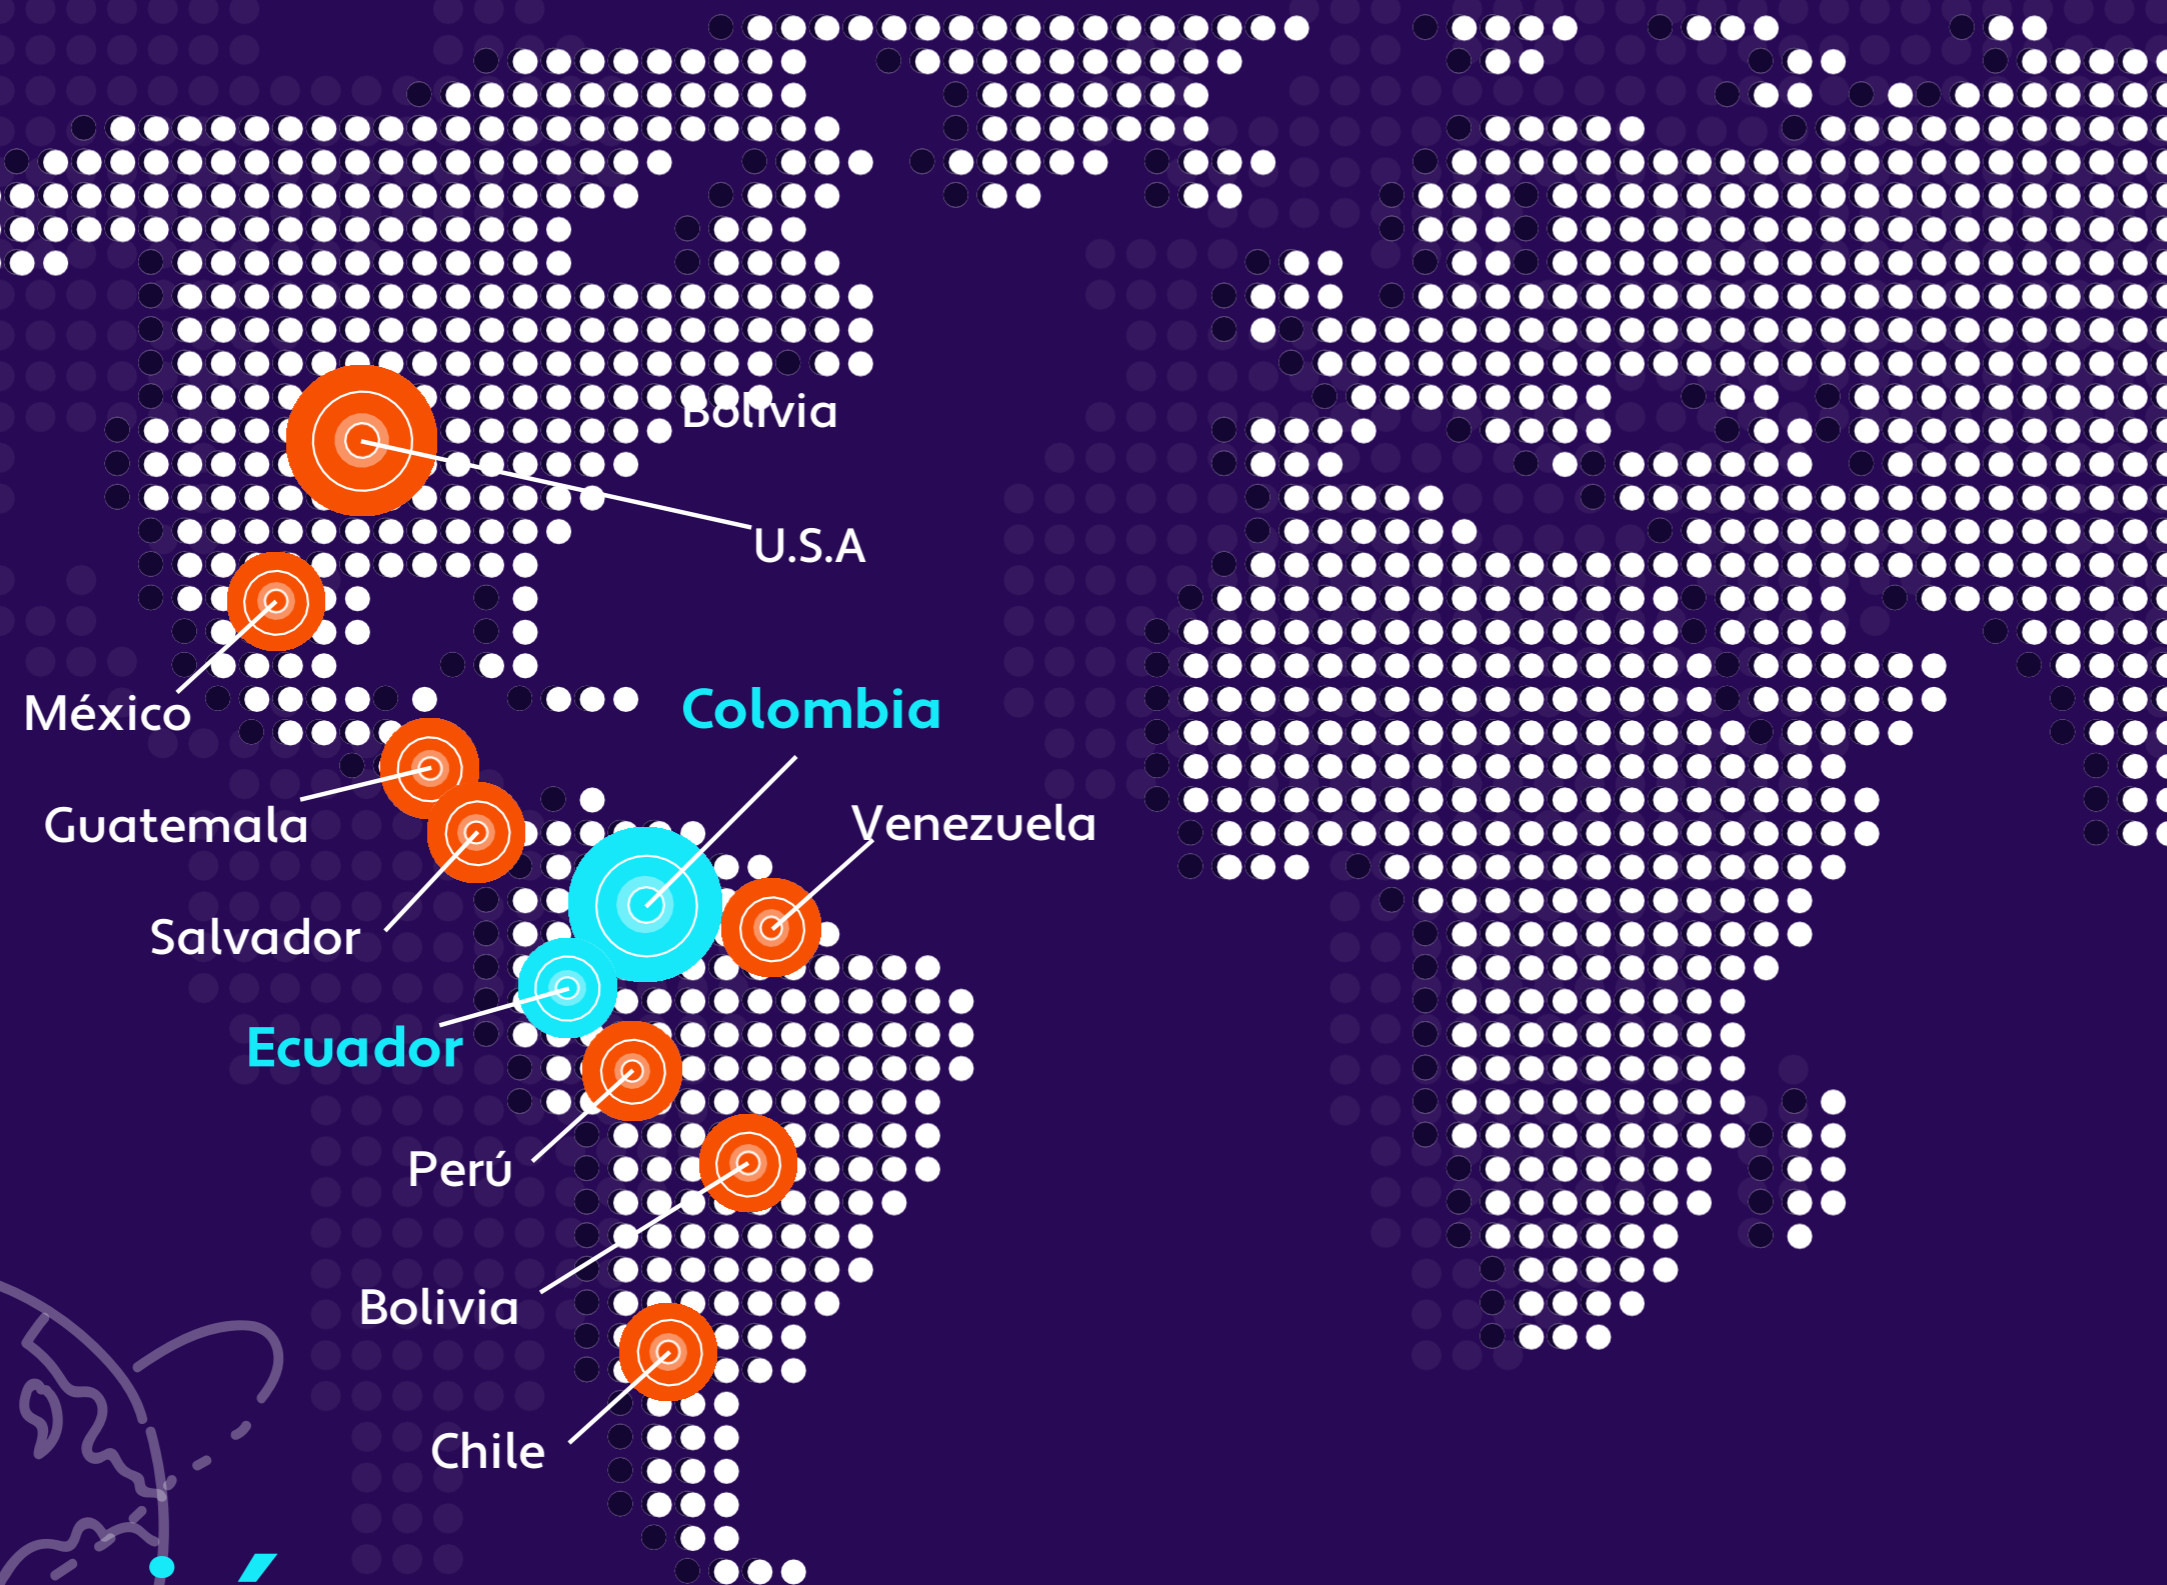 Bolivia
U.S.A
México
Colombia
Guatemala
Venezuela
Salvador
Ecuador
Perú
Bolivia
Chile